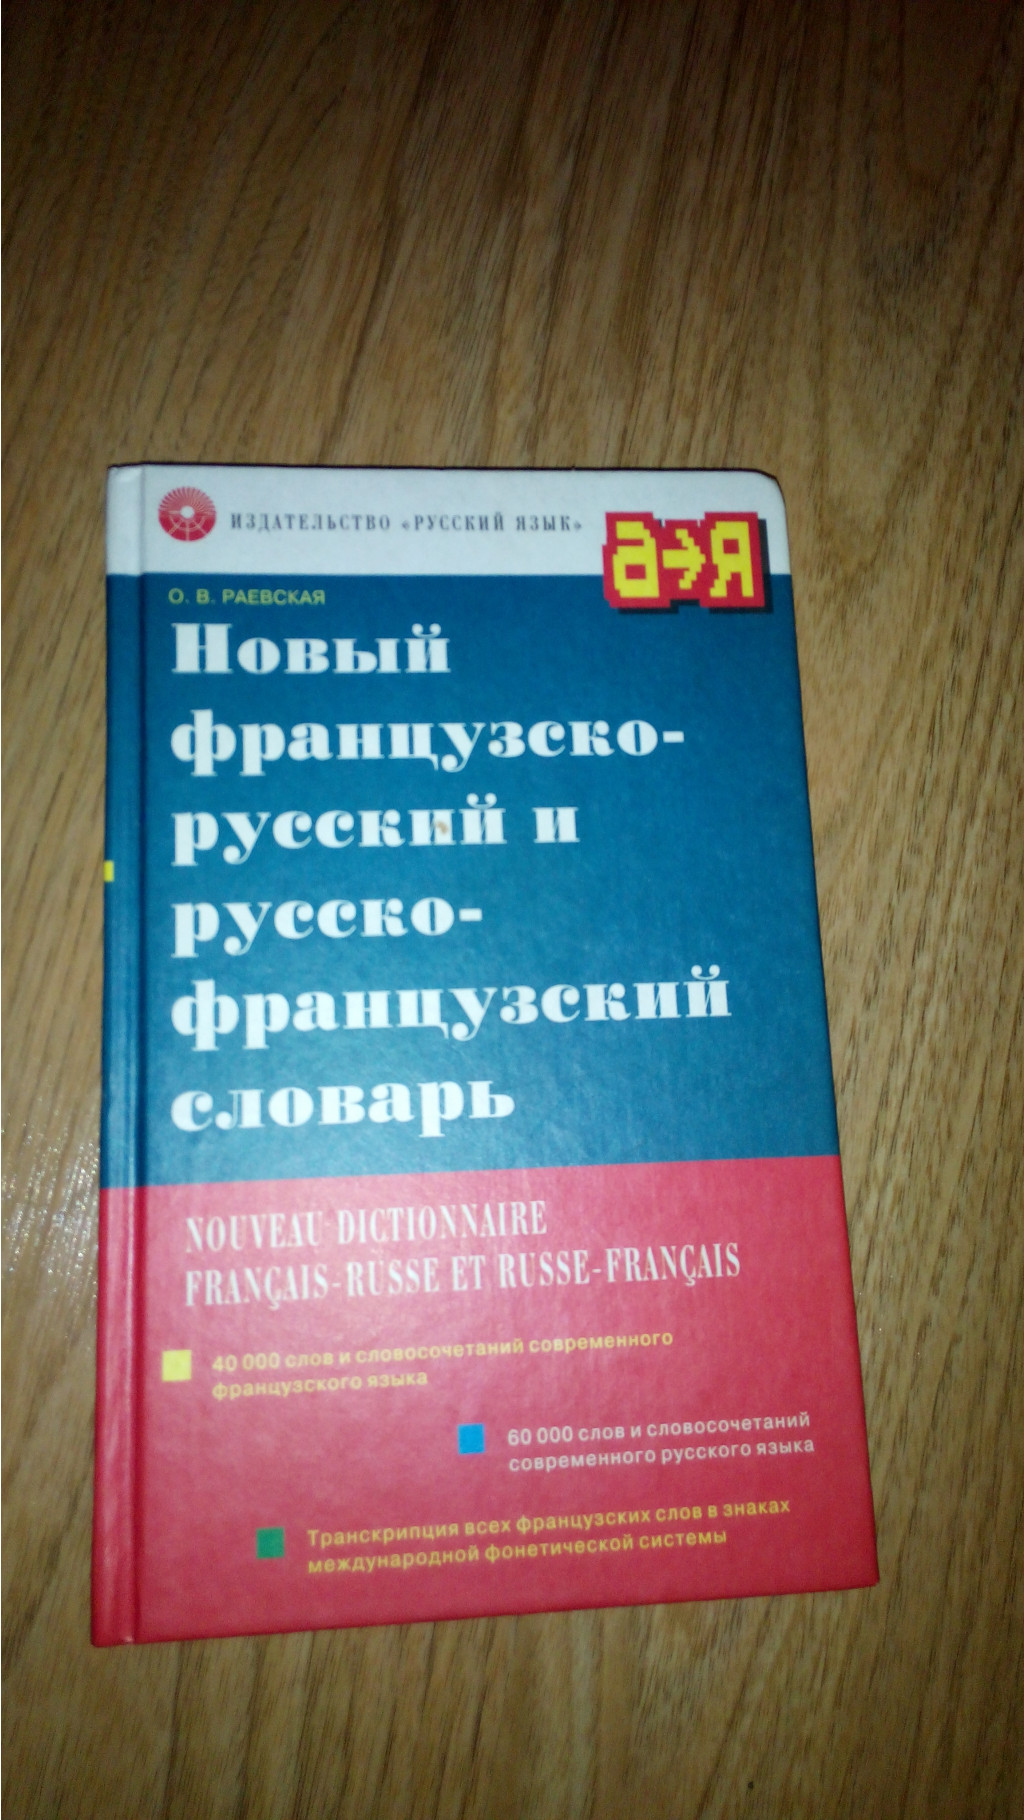 ИЗДАТЕЛЬСТВО «РУССКИЙ ЯЗЫК»
а→я
О. В. РАЕВСКАЯ
Новый
французско-
русский и
русско-
французский
словарь
NOUVEAU DICTIONNAIRE
FRANÇAIS-RUSSE ET RUSSE-FRANÇAIS
40 000 слов и словосочетаний современного
французского языка
60 000 слов и словосочетаний
современного русского языка
Транскрипция всех французских слов в знаках
международной фонетической системы